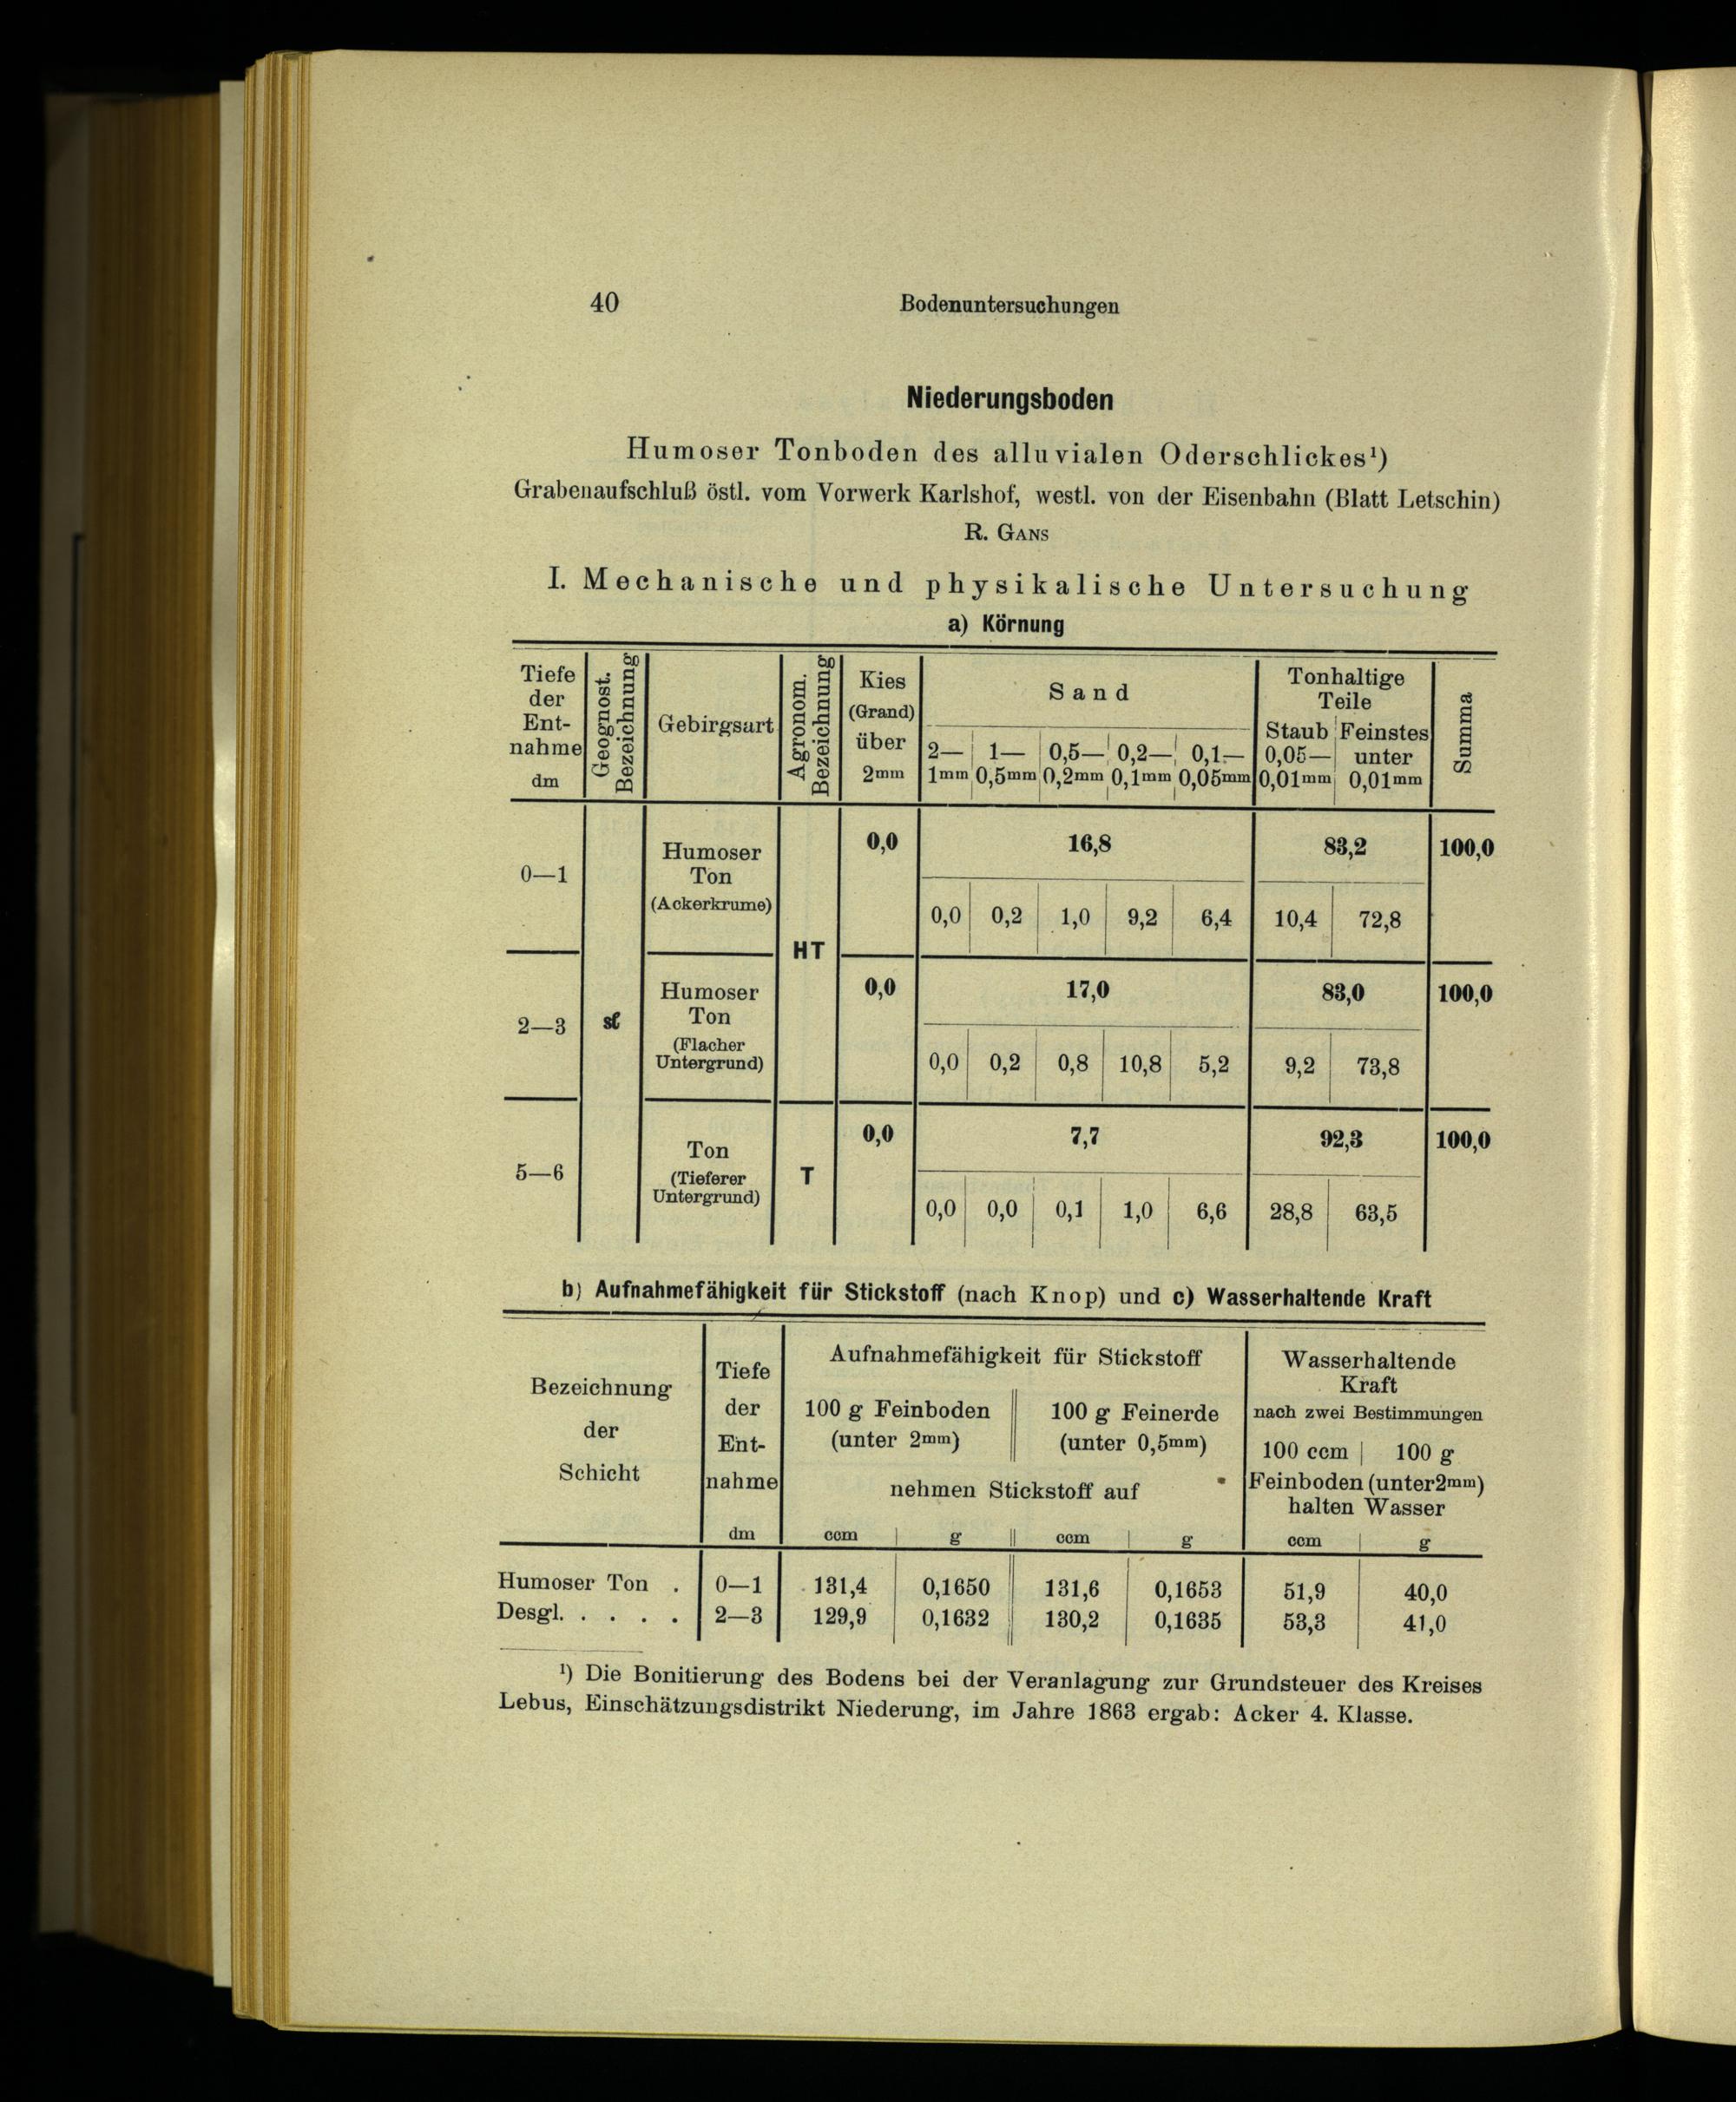 40 Bodenuntersuchungen
Niederungsboden
Humoser Tonboden des alluvialen Oderschlickes¹)
Grabenaufschluß östl. vom Vorwerk Karlshof, westl. von der Eisenbahn (Blatt Letschin)
R. GANS
I. Mechanische und physikalische Untersuchung
a) Körnung
Tiefe der Ent- nahme dm
Geognost. Bezeichnung
Gebirgsart
Agronom. Bezeichnung
Kies (Grand) über 2mm
Sand
2— 1— 0,5— 0,2— 0,1—
1mm 0,5mm 0,2mm 0,1mm 0,05mm
Tonhaltige
Teile
Staub Feinstes
0,05— unter
0,01mm 0,01mm
Summa
0,0 16,8 83,2 100,0
Humoser
0—1 Ton
(Ackerkrume)
0,0 0,2 1,0 9,2 6,4 10,4 72,8
HT
0,0 17,0 83,0 100,0
Humoser
2—3 sf Ton
(Flacher
Untergrund)
0,0 0,2 0,8 10,8 5,2 9,2 73,8
0,0 7,7 92,3 100,0
Ton
5—6 (Tieferer T
Untergrund)
0,0 0,0 0,1 1,0 6,6 28,8 63,5
b) Aufnahmefähigkeit für Stickstoff (nach Knop) und c) Wasserhaltende Kraft
Bezeichnung
der
Schicht
Tiefe
der
Ent-
nahme
dm
Aufnahmefähigkeit für Stickstoff
100 g Feinboden 100 g Feinerde
(unter 2mm) (unter 0,5mm)
nehmen Stickstoff auf
ccm g ccm g
Wasserhaltende
Kraft
nach zwei Bestimmungen
100 ccm 100 g
Feinboden (unter 2mm)
halten Wasser
ccm g
Humoser Ton . 0—1 131,4 0,1650 131,6 0,1653 51,9 40,0
Desgl. . . . . 2—3 129,9 0,1632 130,2 0,1635 53,3 41,0
¹) Die Bonitierung des Bodens bei der Veranlagung zur Grundsteuer des Kreises
Lebus, Einschätzungsdistrikt Niederung, im Jahre 1863 ergab: Acker 4. Klasse.